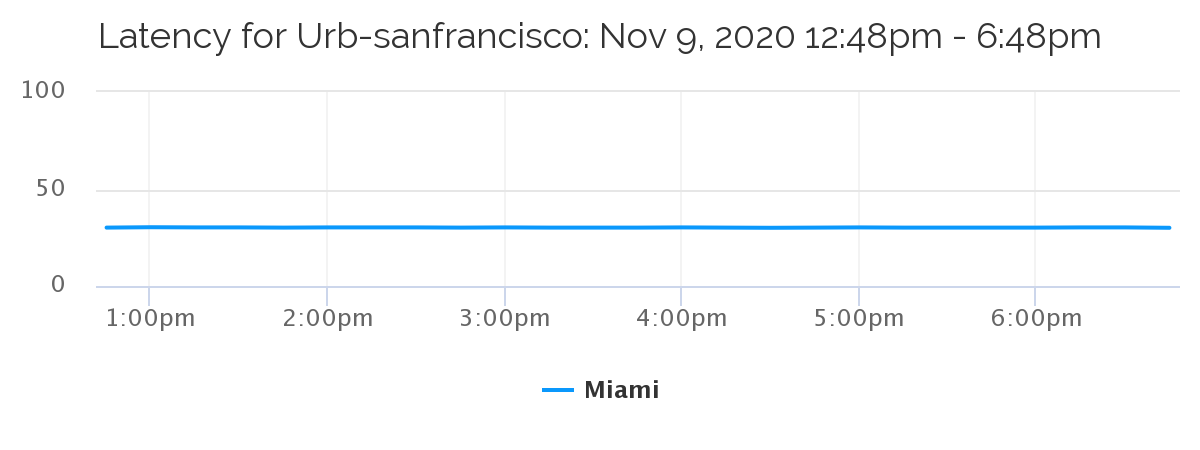 Latency for Urb-sanfrancisco: Nov 9, 2020 12:48pm - 6:48pm
100
50
0
1:00pm 2:00pm 3:00pm 4:00pm 5:00pm 6:00pm
Miami